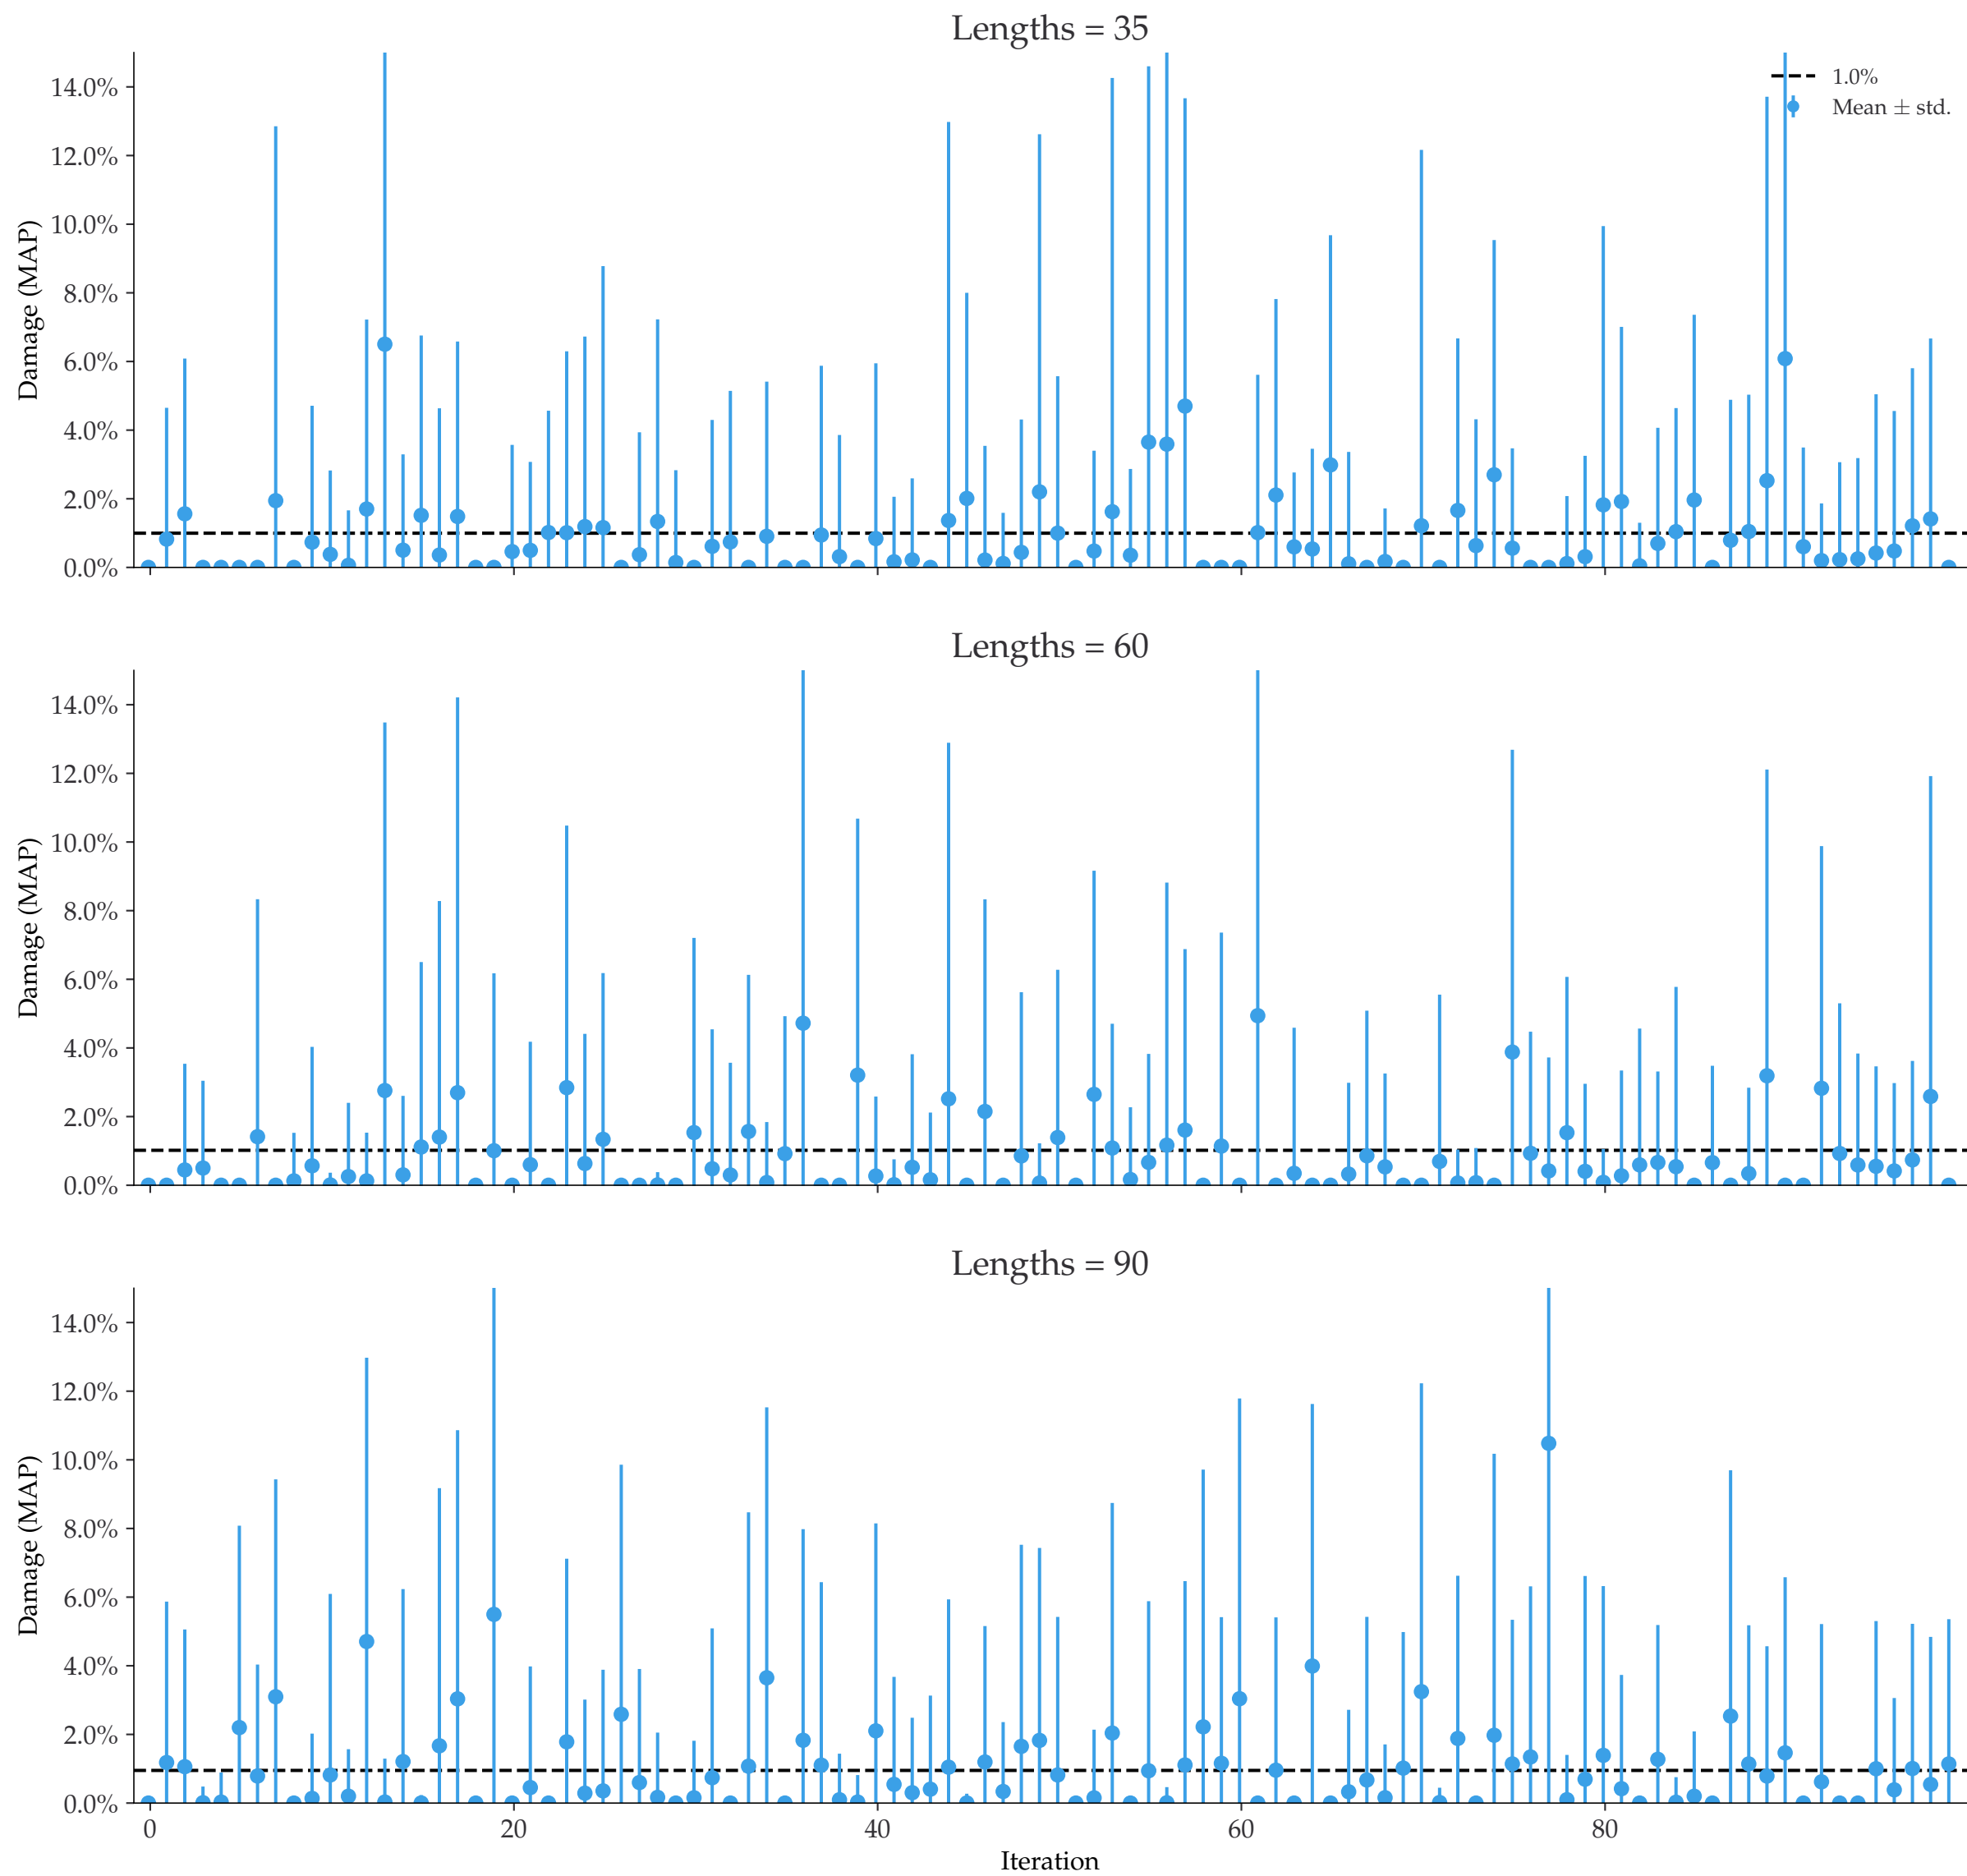 Lengths = 35
Damage (MAP)
14.0%
12.0%
10.0%
8.0%
6.0%
4.0%
2.0%
0.0%
1.0%
Mean ± std.
Lengths = 60
Damage (MAP)
14.0%
12.0%
10.0%
8.0%
6.0%
4.0%
2.0%
0.0%
Lengths = 90
Damage (MAP)
14.0%
12.0%
10.0%
8.0%
6.0%
4.0%
2.0%
0.0%
0 20 40 60 80
Iteration